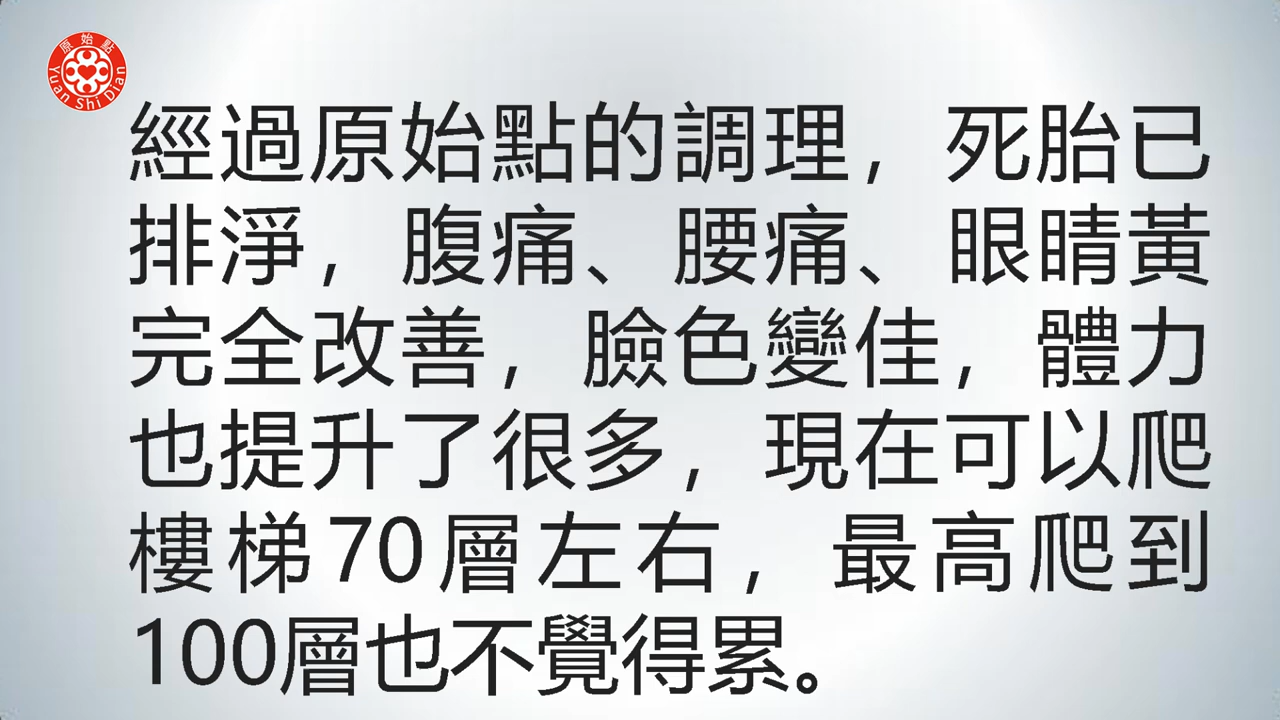 原始點
Yuan Shi Dian
經過原始點的調理，死胎已
排淨，腹痛、腰痛、眼睛黃
完全改善，臉色變佳，體力
也提升了很多，現在可以爬
樓梯70層左右，最高爬到
100層也不覺得累。